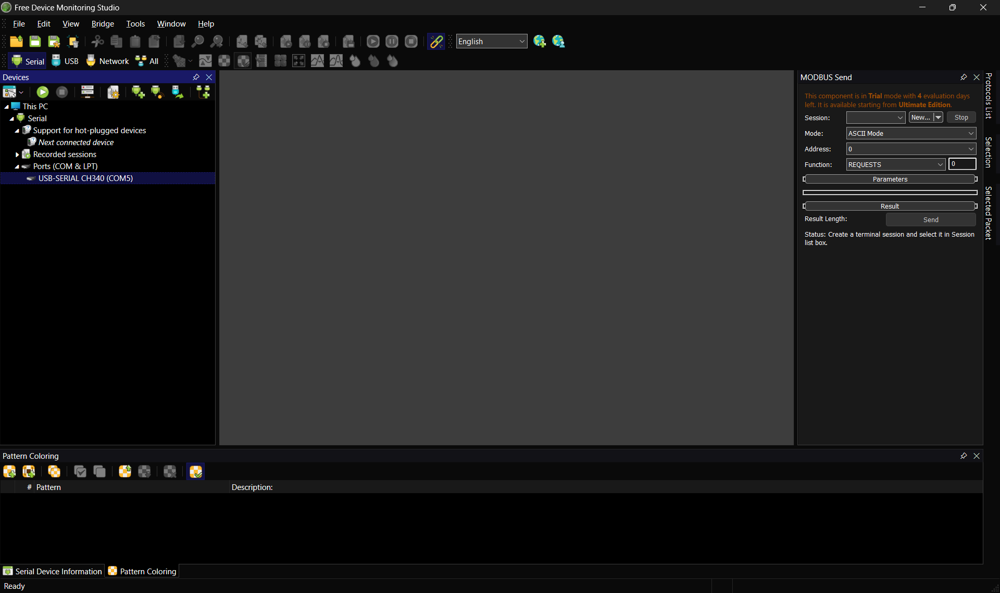 Free Device Monitoring Studio
File Edit View Bridge Tools Window Help
English
Serial USB Network All
Devices
This PC
Serial
Support for hot-plugged devices
Next connected device
Recorded sessions
Ports (COM & LPT)
USB-SERIAL CH340 (COM5)
MODBUS Send
This component is in Trial mode with 4 evaluation days
left. It is available starting from Ultimate Edition.
Session: New... Stop
Mode: ASCII Mode
Address: 0
Function: REQUESTS 0
Parameters
Result
Result Length: Send
Status: Create a terminal session and select it in Session
list box.
Protocols List
Selection
Selected Packet
Pattern Coloring
# Pattern Description:
Serial Device Information Pattern Coloring
Ready